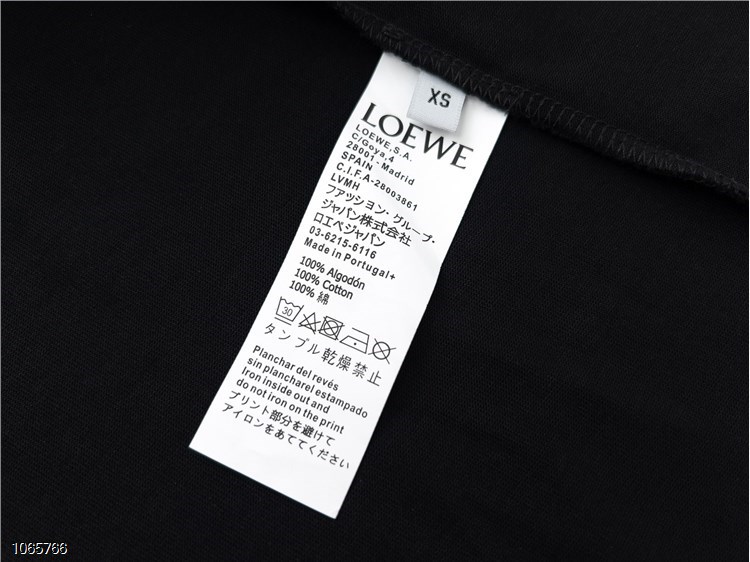 XS
LOEWE
LOEWE,S.A.
C/Goya,4
28001-Madrid
SPAIN
C.I.F.A-28003861
LVMH
ファッション・グループ・
ジャパン株式会社
ロエベジャパン
03-6215-6116
Made in Portugal+
100% Algodón
100% Cotton
100% 綿
30
タンブル乾燥禁止
Planchar del revés
sin plancharel estampado
Iron inside out and
do not iron on the print
プリント部分を避けて
アイロンをあててください
1065766